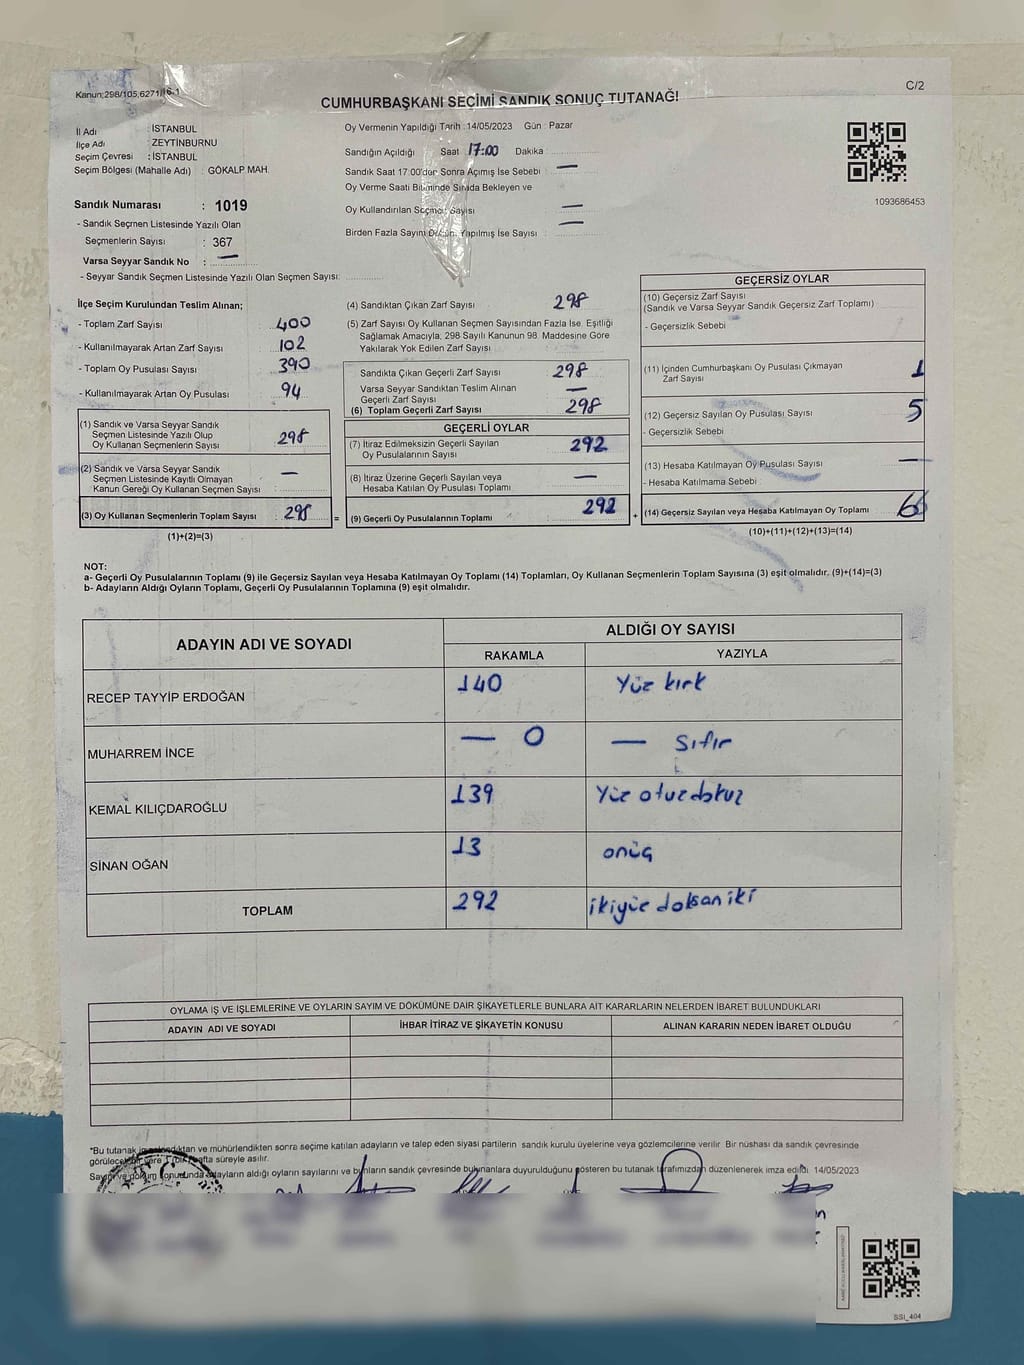 Kanun:298/105,6271/16-1
C/2
CUMHURBAŞKANI SEÇİMİ SANDIK SONUÇ TUTANAĞI
İl Adı : İSTANBUL
İlçe Adı : ZEYTİNBURNU
Seçim Çevresi : İSTANBUL
Seçim Bölgesi (Mahalle Adı) : GÖKALP MAH.
Sandık Numarası : 1019
- Sandık Seçmen Listesinde Yazılı Olan
Seçmenlerin Sayısı : 367
Varsa Seyyar Sandık No : —
- Seyyar Sandık Seçmen Listesinde Yazılı Olan Seçmen Sayısı:
Oy Vermenin Yapıldığı Tarih : 14/05/2023 Gün : Pazar
Sandığın Açıldığı Saat 17:00 Dakika :
Sandık Saat 17:00'den Sonra Açımış İse Sebebi : —
Oy Verme Saati Bitiminde Sırada Bekleyen ve
Oy Kullandırılan Seçmen Sayısı —
Birden Fazla Sayım Döküm Yapılmış İse Sayısı : —
1093686453
İlçe Seçim Kurulundan Teslim Alınan;
- Toplam Zarf Sayısı : 400
- Kullanılmayarak Artan Zarf Sayısı : 102
- Toplam Oy Pusulası Sayısı : 390
- Kullanılmayarak Artan Oy Pusulası : 94
(1) Sandık ve Varsa Seyyar Sandık
Seçmen Listesinde Yazılı Olup
Oy Kullanan Seçmenlerin Sayısı : 298
(2) Sandık ve Varsa Seyyar Sandık
Seçmen Listesinde Kayıtlı Olmayan
Kanun Gereği Oy Kullanan Seçmen Sayısı : —
(3) Oy Kullanan Seçmenlerin Toplam Sayısı : 298
(1)+(2)=(3)
(4) Sandıktan Çıkan Zarf Sayısı : 298
(5) Zarf Sayısı Oy Kullanan Seçmen Sayısından Fazla İse, Eşitliği
Sağlamak Amacıyla, 298 Sayılı Kanunun 98. Maddesine Göre
Yakılarak Yok Edilen Zarf Sayısı :
Sandıkta Çıkan Geçerli Zarf Sayısı : 298
Varsa Seyyar Sandıktan Teslim Alınan
Geçerli Zarf Sayısı : —
(6) Toplam Geçerli Zarf Sayısı : 298
GEÇERLİ OYLAR
(7) İtiraz Edilmeksizin Geçerli Sayılan
Oy Pusulalarının Sayısı : 292
(8) İtiraz Üzerine Geçerli Sayılan veya
Hesaba Katılan Oy Pusulası Toplamı : —
= (9) Geçerli Oy Pusulalarının Toplamı : 292
GEÇERSİZ OYLAR
(10) Geçersiz Zarf Sayısı
(Sandık ve Varsa Seyyar Sandık Geçersiz Zarf Toplamı)
- Geçersizlik Sebebi
(11) İçinden Cumhurbaşkanı Oy Pusulası Çıkmayan
Zarf Sayısı 1
(12) Geçersiz Sayılan Oy Pusulası Sayısı 5
- Geçersizlik Sebebi
(13) Hesaba Katılmayan Oy Pusulası Sayısı —
- Hesaba Katılmama Sebebi
+ (14) Geçersiz Sayılan veya Hesaba Katılmayan Oy Toplamı 6
(10)+(11)+(12)+(13)=(14)
NOT:
a- Geçerli Oy Pusulalarının Toplamı (9) ile Geçersiz Sayılan veya Hesaba Katılmayan Oy Toplamı (14) Toplamları, Oy Kullanan Seçmenlerin Toplam Sayısına (3) eşit olmalıdır. (9)+(14)=(3)
b- Adayların Aldığı Oyların Toplamı, Geçerli Oy Pusulalarının Toplamına (9) eşit olmalıdır.
ADAYIN ADI VE SOYADI ALDIĞI OY SAYISI
RAKAMLA YAZIYLA
RECEP TAYYİP ERDOĞAN 140 Yüz kırk
MUHARREM İNCE — 0 — Sıfır
KEMAL KILIÇDAROĞLU 139 Yüz otuzdokuz
SİNAN OĞAN 13 onüç
TOPLAM 292 ikiyüz doksan iki
OYLAMA İŞ VE İŞLEMLERİNE VE OYLARIN SAYIM VE DÖKÜMÜNE DAİR ŞİKAYETLERLE BUNLARA AİT KARARLARIN NELERDEN İBARET BULUNDUKLARI
ADAYIN ADI VE SOYADI İHBAR İTİRAZ VE ŞİKAYETİN KONUSU ALINAN KARARIN NEDEN İBARET OLDUĞU
*Bu tutanak imzalandıktan ve mühürlendikten sonra seçime katılan adayların ve talep eden siyasi partilerin sandık kurulu üyelerine veya gözlemcilerine verilir. Bir nüshası da sandık çevresinde
görülecek bir yere 1 bir hafta süreyle asılır.
Sayım ve döküm sonucunda adayların aldığı oyların sayılarını ve bunların sandık çevresinde bulunanlara duyurulduğunu gösteren bu tutanak tarafımızdan düzenlenerek imza edildi. 14/05/2023
SSI_404